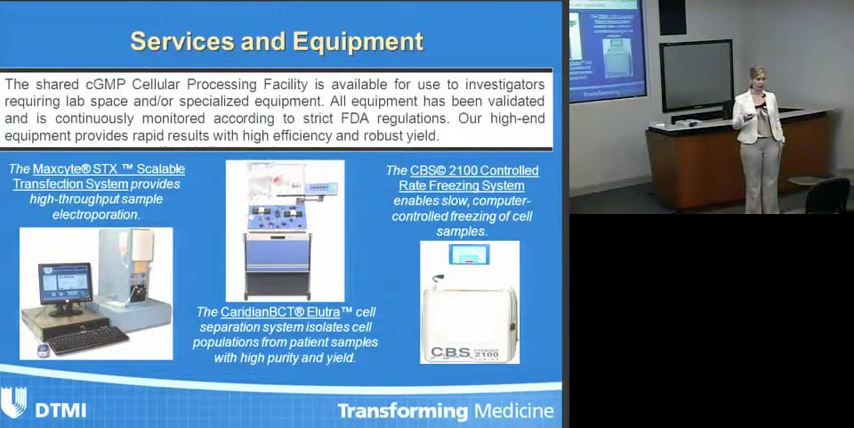 Services and Equipment
The shared cGMP Cellular Processing Facility is available for use to investigators
requiring lab space and/or specialized equipment. All equipment has been validated
and is continuously monitored according to strict FDA regulations. Our high-end
equipment provides rapid results with high efficiency and robust yield.
The Maxcyte® STX ™ Scalable
Transfection System provides
high-throughput sample
electroporation.
The CaridianBCT® Elutra™ cell
separation system isolates cell
populations from patient samples
with high purity and yield.
The CBS© 2100 Controlled
Rate Freezing System
enables slow, computer-
controlled freezing of cell
samples.
C.B.S 2100
DTMI
Transforming Medicine